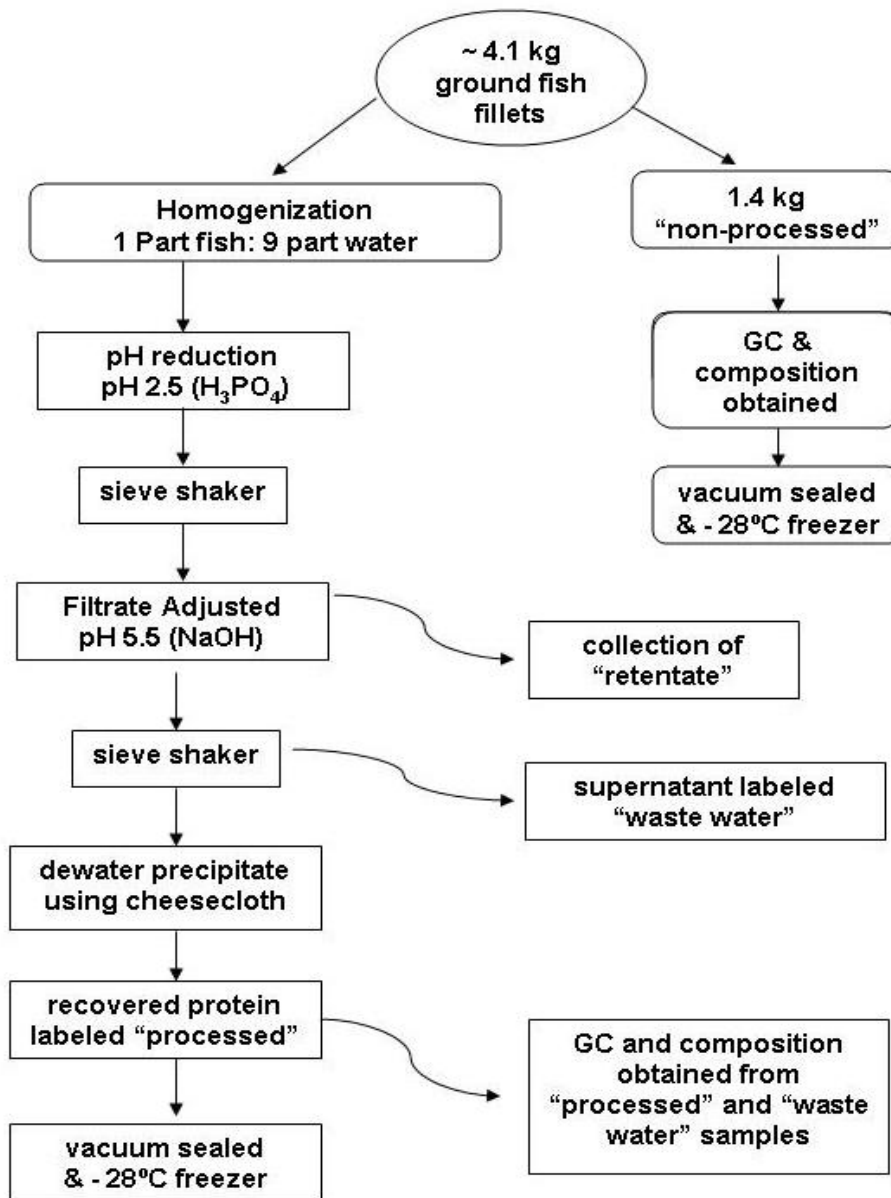 ~ 4.1 kg
ground fish
fillets
Homogenization
1 Part fish: 9 part water
1.4 kg
“non-processed”
pH reduction
pH 2.5 (H₃PO₄)
GC &
composition
obtained
sieve shaker
vacuum sealed
& - 28ºC freezer
Filtrate Adjusted
pH 5.5 (NaOH)
collection of
“retentate”
sieve shaker
supernatant labeled
“waste water”
dewater precipitate
using cheesecloth
recovered protein
labeled “processed”
GC and composition
obtained from
“processed” and “waste
water” samples
vacuum sealed
& - 28ºC freezer